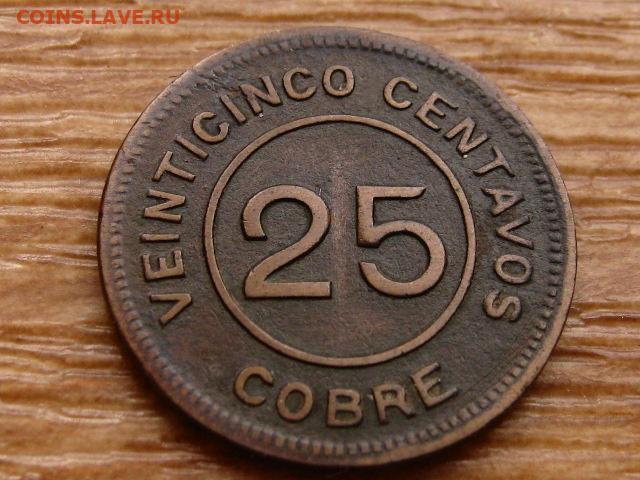 COINS.LAVE.RU
VEINTICINCO CENTAVOS
25
COBRE